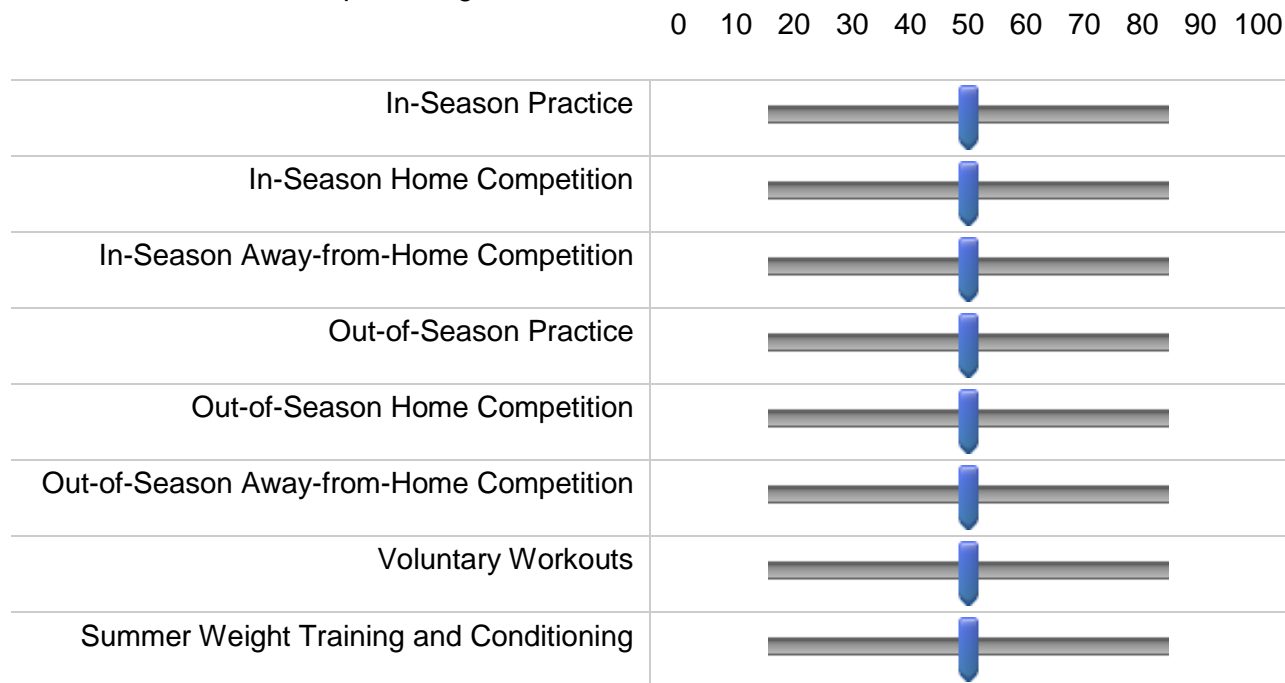 0 10 20 30 40 50 60 70 80 90 100
In-Season Practice
In-Season Home Competition
In-Season Away-from-Home Competition
Out-of-Season Practice
Out-of-Season Home Competition
Out-of-Season Away-from-Home Competition
Voluntary Workouts
Summer Weight Training and Conditioning